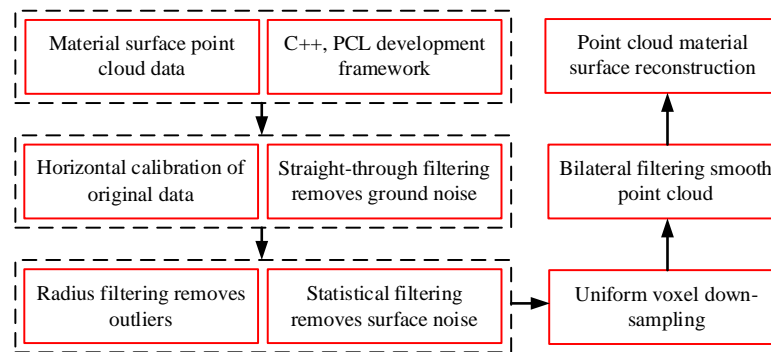 Material surface point
cloud data
C++, PCL development
framework
Horizontal calibration of
original data
Straight-through filtering
removes ground noise
Radius filtering removes
outliers
Statistical filtering
removes surface noise
Uniform voxel down-
sampling
Bilateral filtering smooth
point cloud
Point cloud material
surface reconstruction